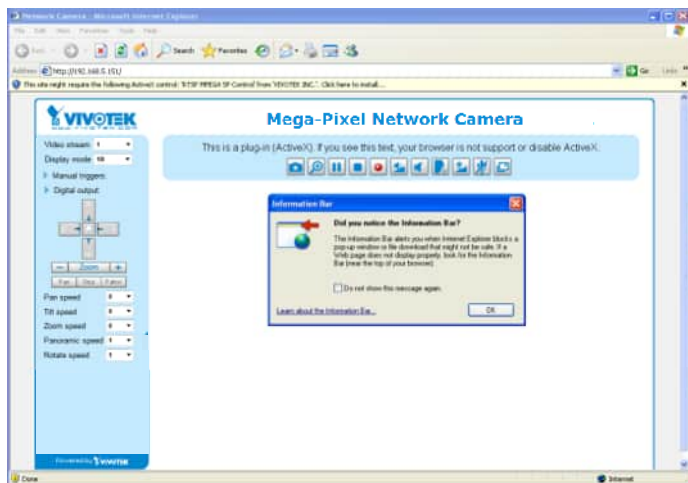 Network Camera - Microsoft Internet Explorer
File Edit View Favorites Tools Help
Search Favorites
Address http://192.168.5.151/ Go Links
This site might require the following ActiveX control: 'RTSP MPEG4 SP Control' from 'VIVOTEK INC.'. Click here to install...
VIVOTEK
Mega-Pixel Network Camera
This is a plug-in (ActiveX). If you see this text, your browser is not support or disable ActiveX.
Video stream 1
Display mode
Manual triggers:
Digital output:
Zoom
Pan Stop Patrol
Pan speed 0
Tilt speed 0
Zoom speed 0
Panoramic speed 1
Rotate speed 1
Information Bar
Did you notice the Information Bar?
The Information Bar alerts you when Internet Explorer blocks a
pop-up window or file download that might not be safe. If a
Web page does not display properly, look for the Information
Bar (near the top of your browser).
Do not show this message again.
Learn about the Information Bar...
OK
Powered by VIVOTEK
Done
Internet